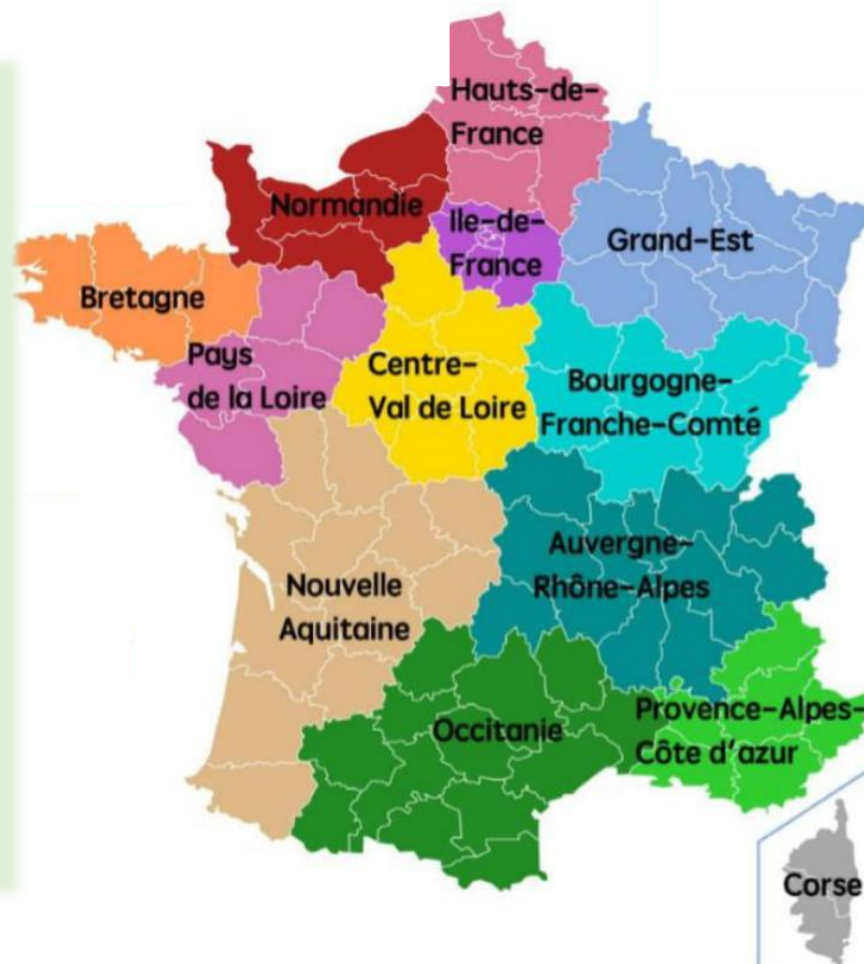 Hauts-de-
France
Normandie
Ile-de-
France
Grand-Est
Bretagne
Pays
de la Loire
Centre-
Val de Loire
Bourgogne-
Franche-Comté
Auvergne-
Rhône-Alpes
Nouvelle
Aquitaine
Occitanie
Provence-Alpes-
Côte d'azur
Corse